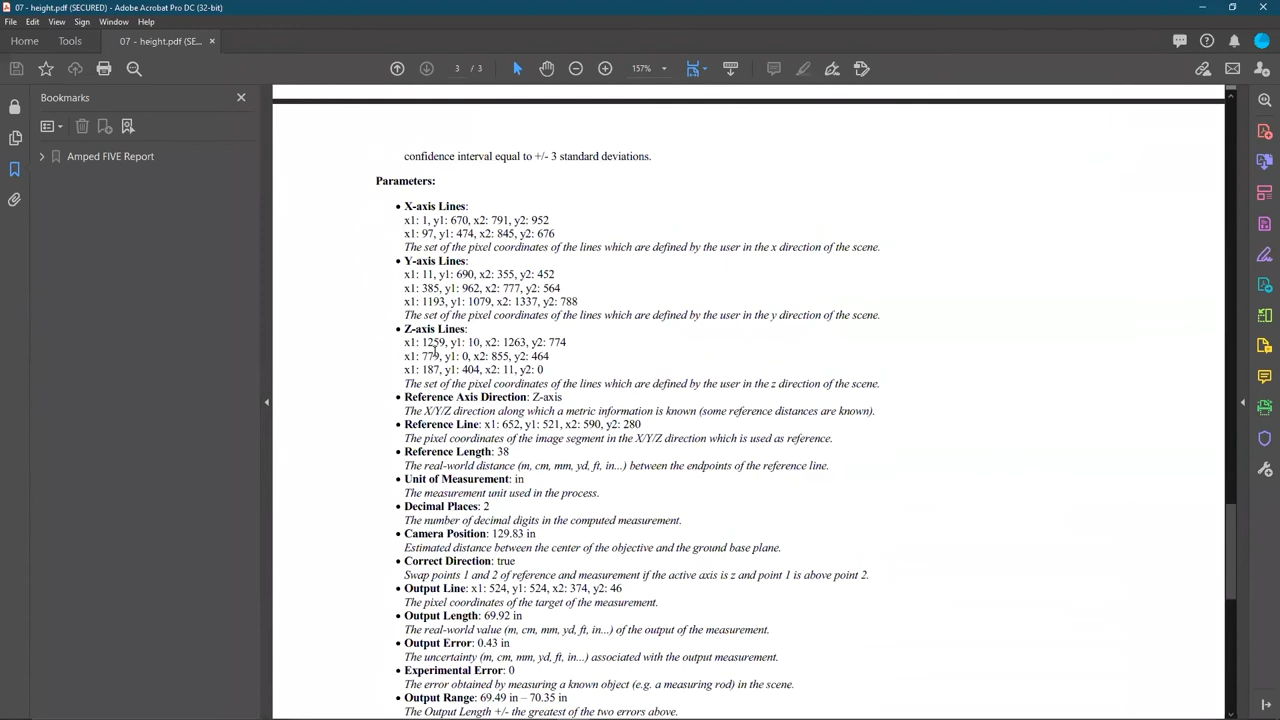 07 - height.pdf (SECURED) - Adobe Acrobat Pro DC (32-bit)
File Edit View Sign Window Help
Home Tools 07 - height.pdf (SE... ×
3 / 3 157%
Bookmarks
Amped FIVE Report
confidence interval equal to +/- 3 standard deviations.
Parameters:
• X-axis Lines:
x1: 1, y1: 670, x2: 791, y2: 952
x1: 97, y1: 474, x2: 845, y2: 676
The set of the pixel coordinates of the lines which are defined by the user in the x direction of the scene.
• Y-axis Lines:
x1: 11, y1: 690, x2: 355, y2: 452
x1: 385, y1: 962, x2: 777, y2: 564
x1: 1193, y1: 1079, x2: 1337, y2: 788
The set of the pixel coordinates of the lines which are defined by the user in the y direction of the scene.
• Z-axis Lines:
x1: 1259, y1: 10, x2: 1263, y2: 774
x1: 779, y1: 0, x2: 855, y2: 464
x1: 187, y1: 404, x2: 11, y2: 0
The set of the pixel coordinates of the lines which are defined by the user in the z direction of the scene.
• Reference Axis Direction: Z-axis
The X/Y/Z direction along which a metric information is known (some reference distances are known).
• Reference Line: x1: 652, y1: 521, x2: 590, y2: 280
The pixel coordinates of the image segment in the X/Y/Z direction which is used as reference.
• Reference Length: 38
The real-world distance (m, cm, mm, yd, ft, in...) between the endpoints of the reference line.
• Unit of Measurement: in
The measurement unit used in the process.
• Decimal Places: 2
The number of decimal digits in the computed measurement.
• Camera Position: 129.83 in
Estimated distance between the center of the objective and the ground base plane.
• Correct Direction: true
Swap points 1 and 2 of reference and measurement if the active axis is z and point 1 is above point 2.
• Output Line: x1: 524, y1: 524, x2: 374, y2: 46
The pixel coordinates of the target of the measurement.
• Output Length: 69.92 in
The real-world value (m, cm, mm, yd, ft, in...) of the output of the measurement.
• Output Error: 0.43 in
The uncertainty (m, cm, mm, yd, ft, in...) associated with the output measurement.
• Experimental Error: 0
The error obtained by measuring a known object (e.g. a measuring rod) in the scene.
• Output Range: 69.49 in – 70.35 in
The Output Length +/- the greatest of the two errors above.